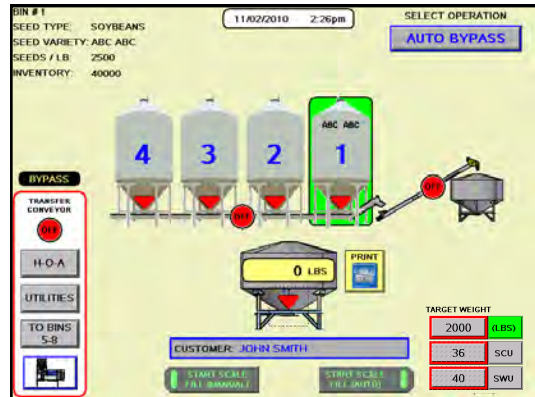 BIN # 1
SEED TYPE: SOYBEANS
SEED VARIETY: ABC ABC
SEEDS / LB: 2500
INVENTORY: 40000
11/02/2010 2:26pm
SELECT OPERATION
AUTO BYPASS
4
3
2
ABC ABC
1
BYPASS
TRANSFER
CONVEYOR
OFF
H-O-A
UTILITIES
TO BINS
5-8
OFF
OFF
0 LBS
PRINT
CUSTOMER: JOHN SMITH
START SCALE
FILL (MANUAL)
START SCALE
FILL (AUTO)
TARGET WEIGHT
2000 (LBS)
36 SCU
40 SWU